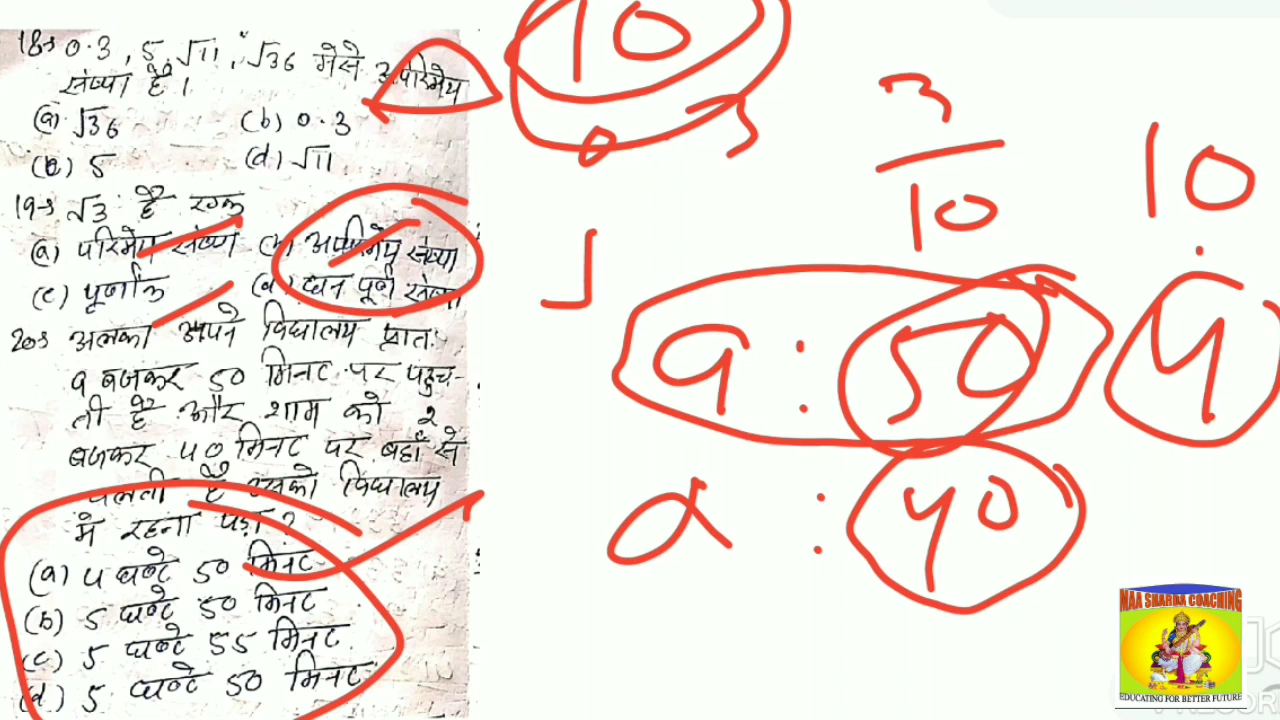 18→ 0.3, 5, √11, √36 मेसे अपरिमेय
संख्या है।
(a) √36 (b) 0.3
(c) 5 (d) √11
19→ √3 है एक
(a) परिमेय संख्या (b) अपरिमेय संख्या
(c) पूर्णांक (d) धन पूर्ण संख्या
20→ अलका अपने विद्यालय प्रातः
9 बजकर 50 मिनट पर पहुच-
ती है और शाम को 2
बजकर 40 मिनट पर वहाँ से
चलती है उसको विद्यालय
मे रहना पड़ा?
(a) 4 घण्टे 50 मिनट
(b) 5 घण्टे 50 मिनट
(c) 5 घण्टे 55 मिनट
(d) 5 घण्टे 50 मिनट
10
3
10
10
9 : 50
4
2 : 40
MAA SHARDA COACHING
EDUCATING FOR BETTER FUTURE